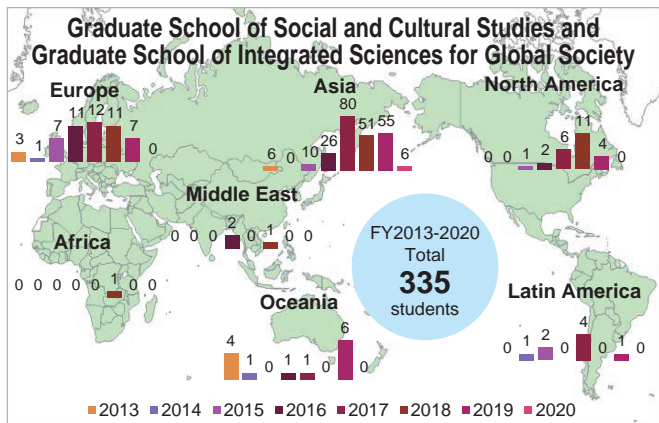 Graduate School of Social and Cultural Studies and
Graduate School of Integrated Sciences for Global Society
Europe
3 1 7 11 12 11 7 0
Asia
6 0 10 26 80 51 55 6
North America
0 0 1 2 6 11 4 0
Middle East
0 0 0 2 0 1 0 0
Africa
0 0 0 0 0 1 0 0
FY2013-2020
Total
335
students
Oceania
4 1 0 1 1 0 6 0
Latin America
0 1 2 0 4 0 1 0
2013 2014 2015 2016 2017 2018 2019 2020